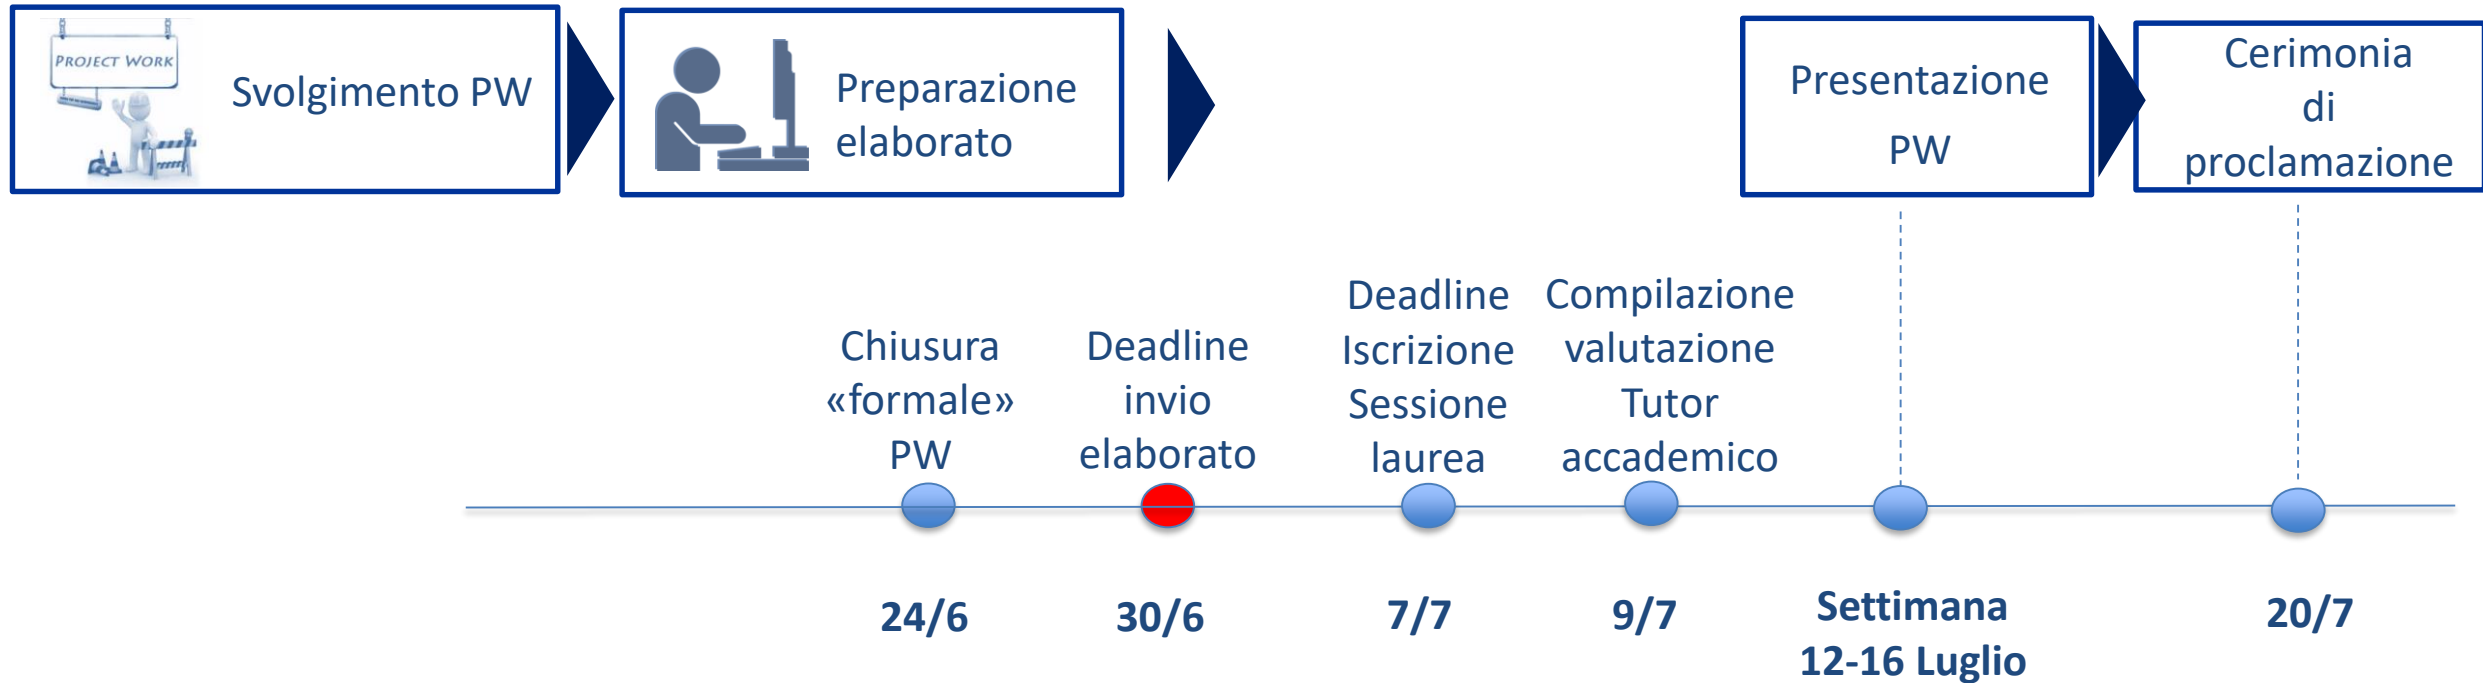 PROJECT WORK
Svolgimento PW
Preparazione
elaborato
Presentazione
PW
Cerimonia
di
proclamazione
Chiusura
«formale»
PW
Deadline
invio
elaborato
Deadline
Iscrizione
Sessione
laurea
Compilazione
valutazione
Tutor
accademico
24/6
30/6
7/7
9/7
Settimana
12-16 Luglio
20/7